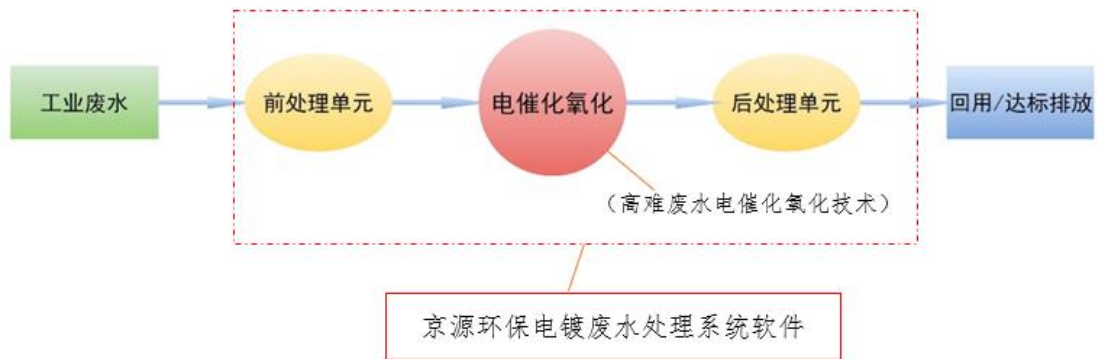 工业废水
前处理单元
电催化氧化
后处理单元
回用/达标排放
（高难废水电催化氧化技术）
京源环保电镀废水处理系统软件